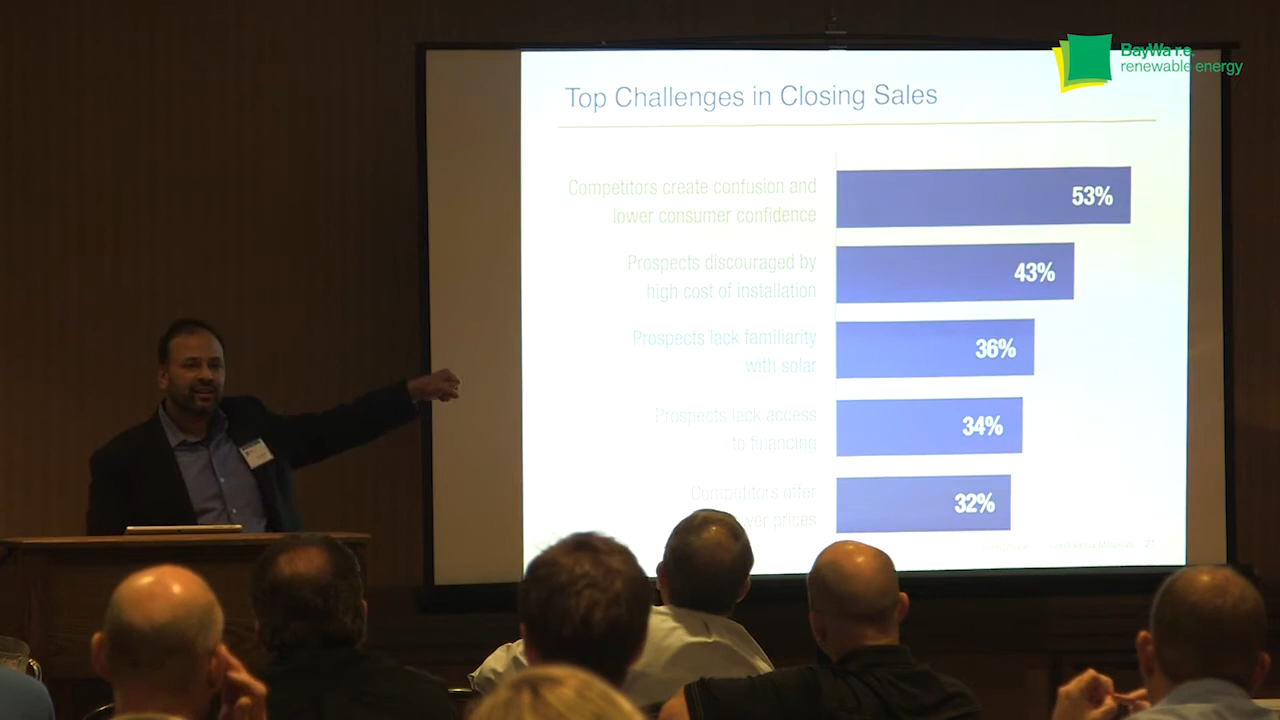 BayWa r.e.
renewable energy
Top Challenges in Closing Sales
Competitors create confusion and
lower consumer confidence
53%
Prospects discouraged by
high cost of installation
43%
Prospects lack familiarity
with solar
36%
Prospects lack access
to financing
34%
Competitors offer
prices
32%
21